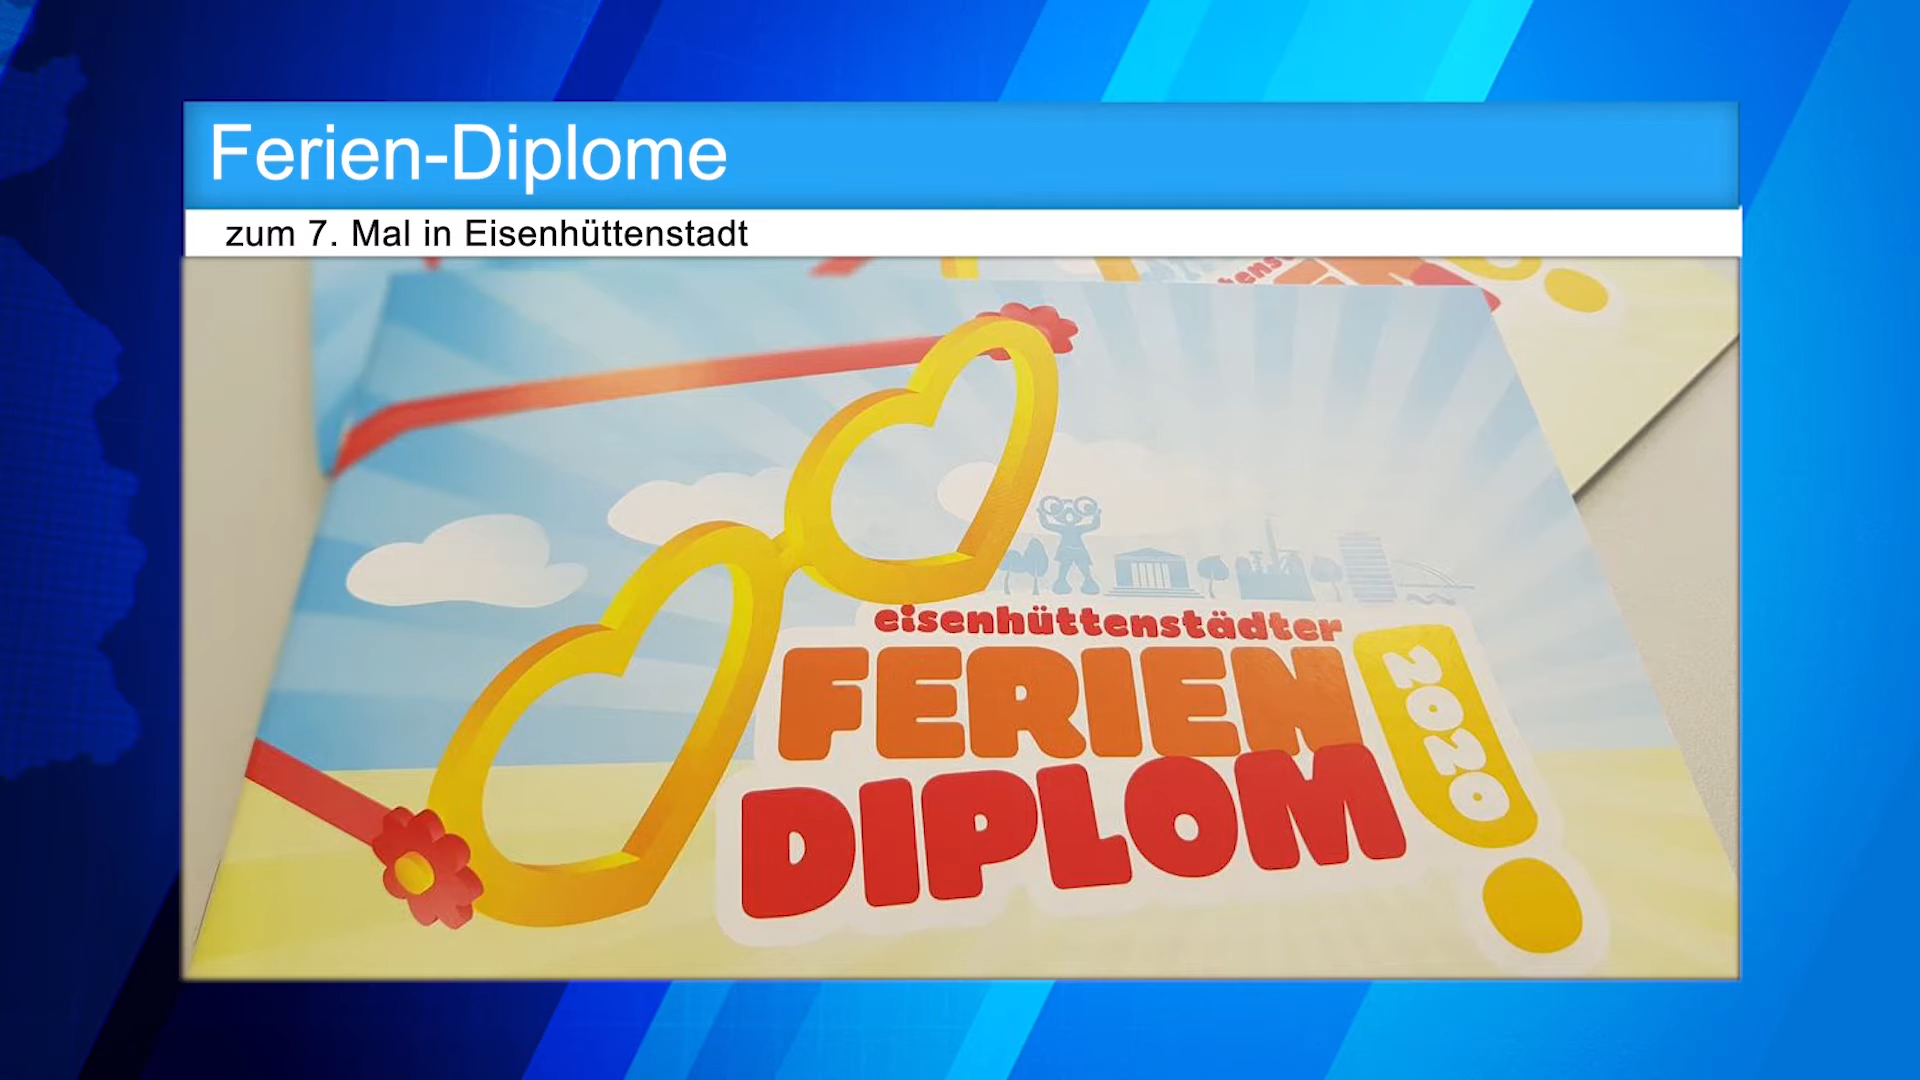 Ferien-Diplome
zum 7. Mal in Eisenhüttenstadt
eisenhüttenstädter
FERIEN
DIPLOM
2020